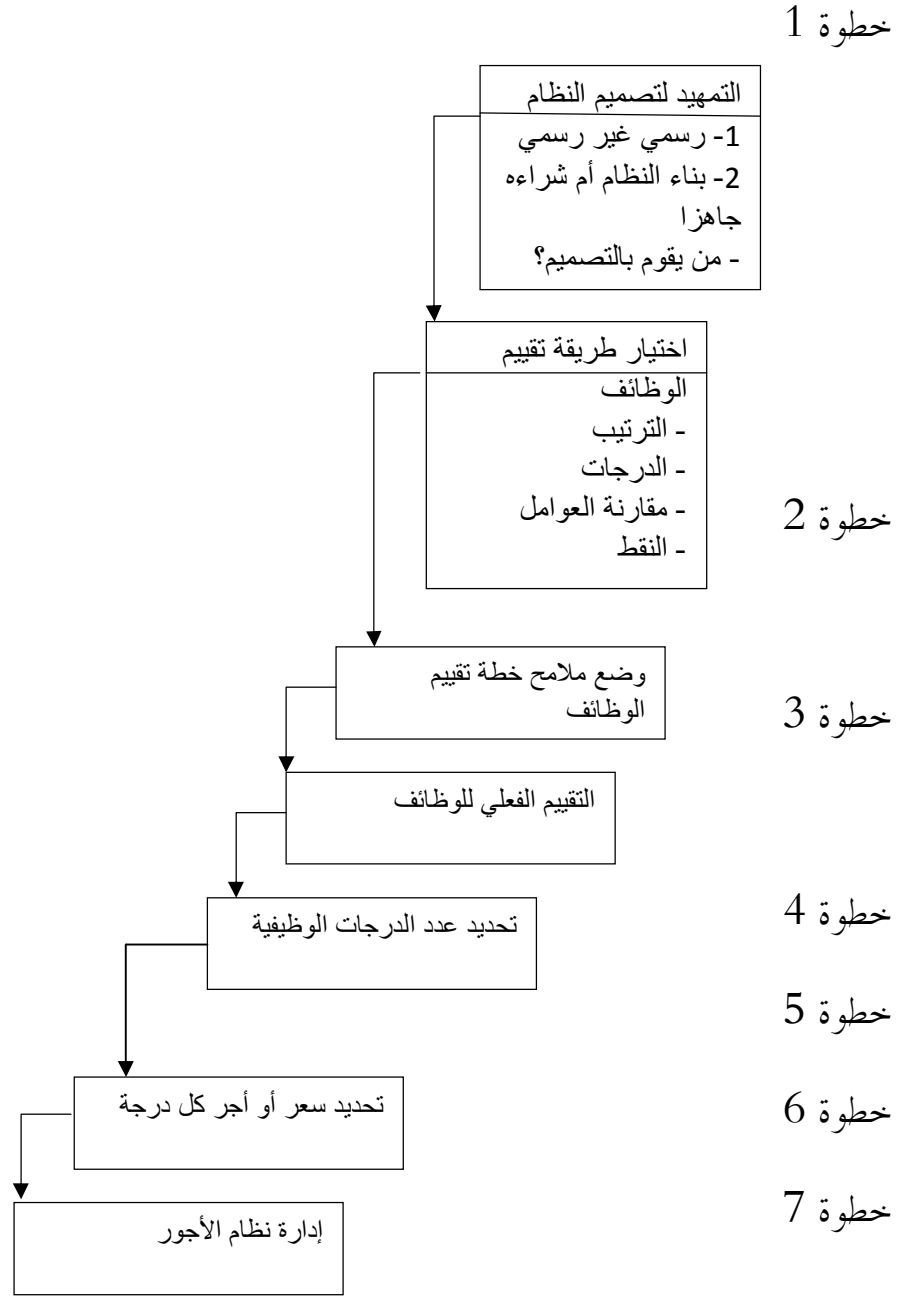 خطوة 1
التمهيد لتصميم النظام
1- رسمي غير رسمي
2- بناء النظام أم شراءه
جاهزا
- من يقوم بالتصميم؟
اختيار طريقة تقييم
الوظائف
- الترتيب
- الدرجات
- مقارنة العوامل
- النقط
خطوة 2
وضع ملامح خطة تقييم
الوظائف
خطوة 3
التقييم الفعلي للوظائف
خطوة 4
تحديد عدد الدرجات الوظيفية
خطوة 5
تحديد سعر أو أجر كل درجة
خطوة 6
إدارة نظام الأجور
خطوة 7